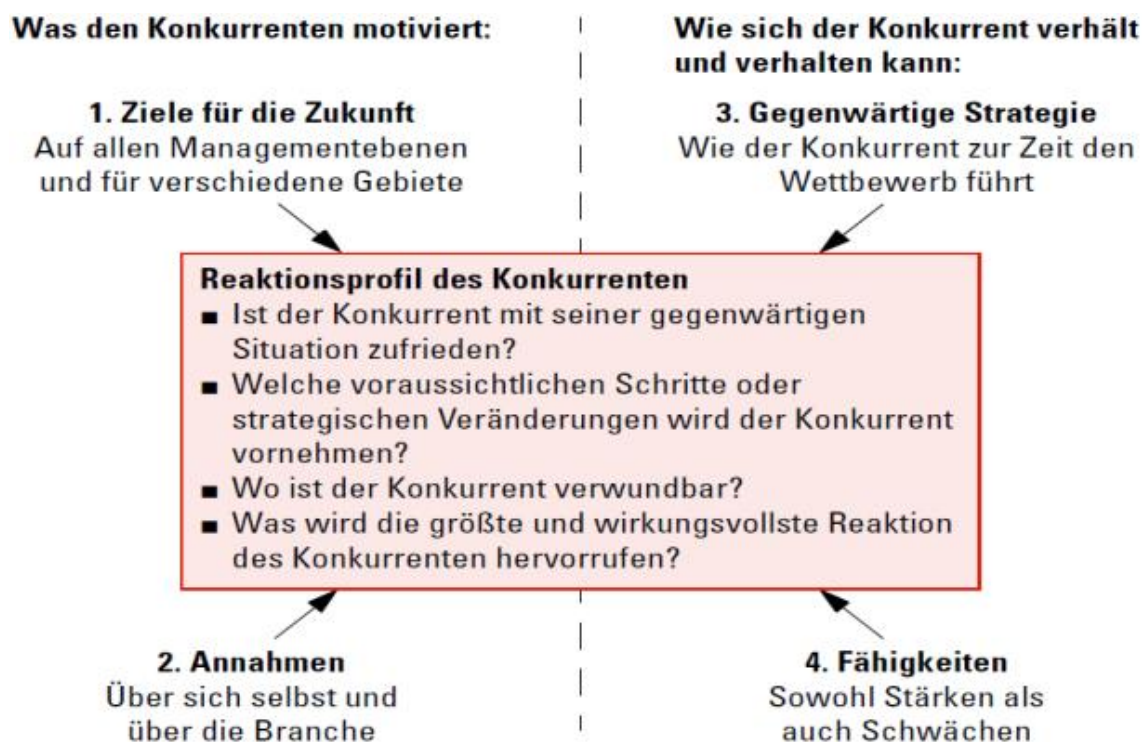 Was den Konkurrenten motiviert:
Wie sich der Konkurrent verhält
und verhalten kann:
1. Ziele für die Zukunft
Auf allen Managementebenen
und für verschiedene Gebiete
3. Gegenwärtige Strategie
Wie der Konkurrent zur Zeit den
Wettbewerb führt
Reaktionsprofil des Konkurrenten
■ Ist der Konkurrent mit seiner gegenwärtigen
Situation zufrieden?
■ Welche voraussichtlichen Schritte oder
strategischen Veränderungen wird der Konkurrent
vornehmen?
■ Wo ist der Konkurrent verwundbar?
■ Was wird die größte und wirkungsvollste Reaktion
des Konkurrenten hervorrufen?
2. Annahmen
Über sich selbst und
über die Branche
4. Fähigkeiten
Sowohl Stärken als
auch Schwächen